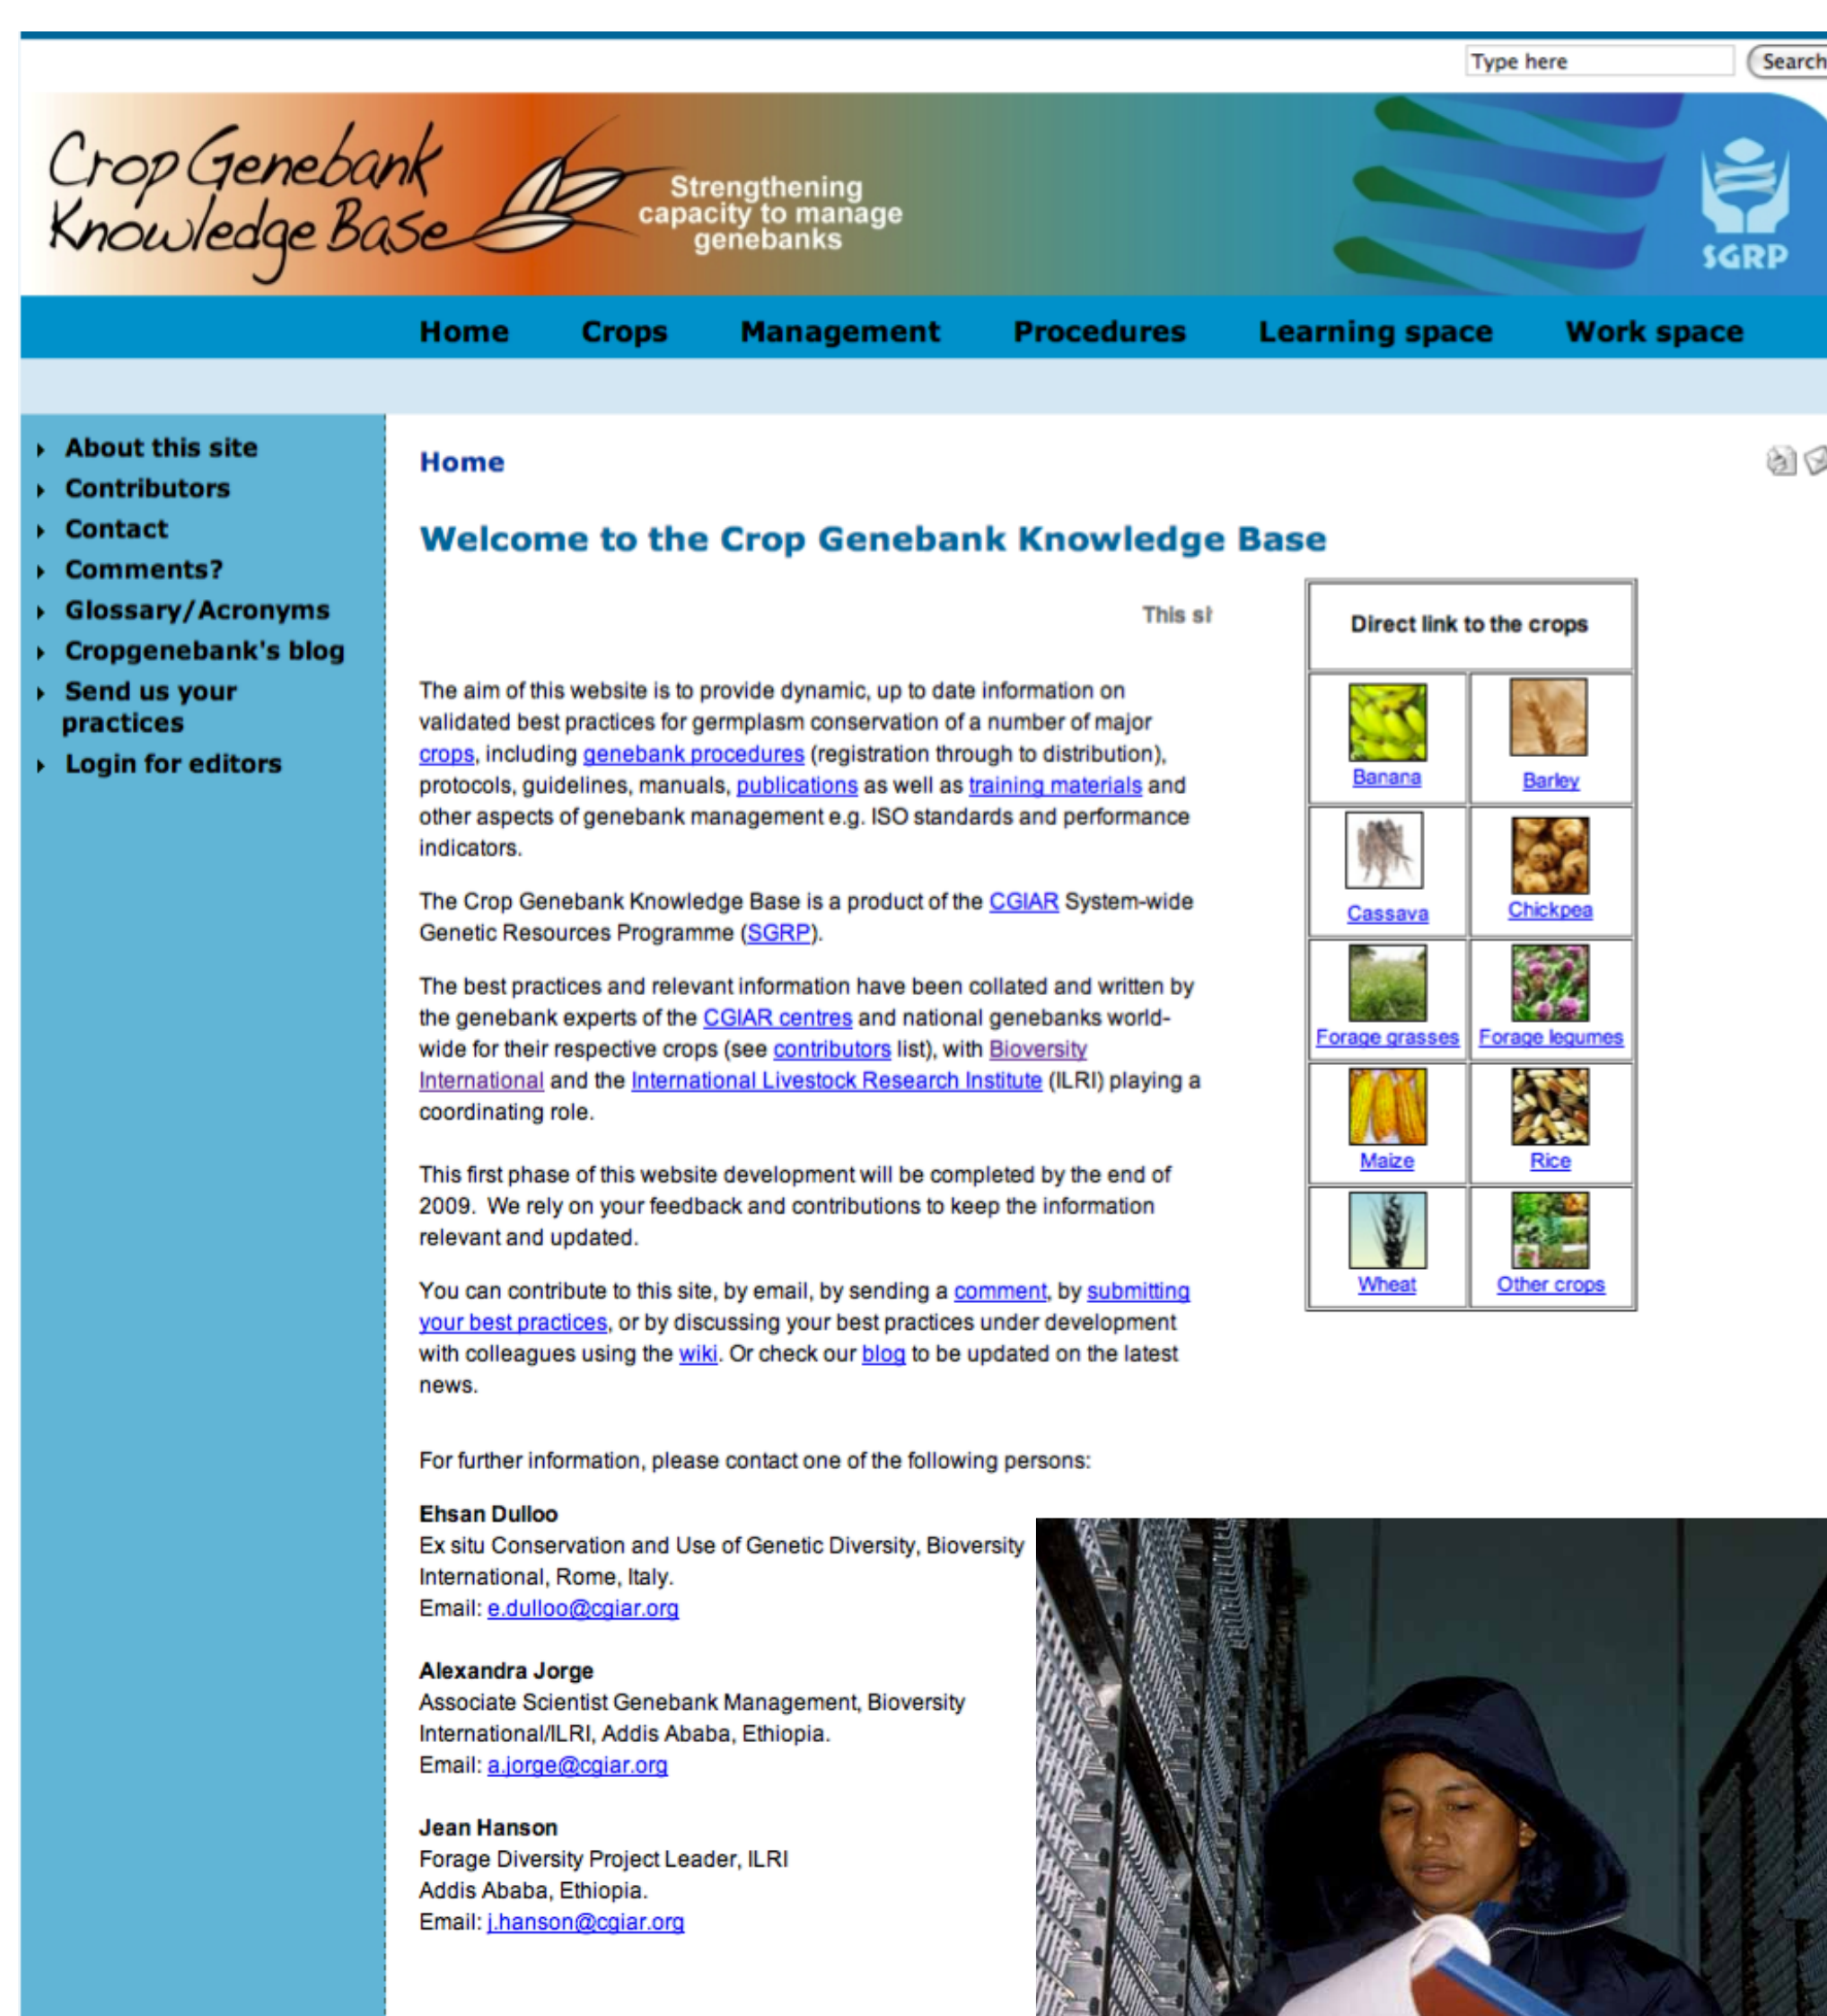 Type here
Search
Crop Genebank
Knowledge Base
Strengthening
capacity to manage
genebanks
SGRP
Home Crops Management Procedures Learning space Work space
About this site
Contributors
Contact
Comments?
Glossary/Acronyms
Cropgenebank's blog
Send us your
practices
Login for editors
Home
Welcome to the Crop Genebank Knowledge Base
This
The aim of this website is to provide dynamic, up to date information on
validated best practices for germplasm conservation of a number of major
crops, including genebank procedures (registration through to distribution),
protocols, guidelines, manuals, publications as well as training materials and
other aspects of genebank management e.g. ISO standards and performance
indicators.
The Crop Genebank Knowledge Base is a product of the CGIAR System-wide
Genetic Resources Programme (SGRP).
The best practices and relevant information have been collated and written by
the genebank experts of the CGIAR centres and national genebanks world-
wide for their respective crops (see contributors list), with Bioversity
International and the International Livestock Research Institute (ILRI) playing a
coordinating role.
This first phase of this website development will be completed by the end of
2009. We rely on your feedback and contributions to keep the information
relevant and updated.
You can contribute to this site, by email, by sending a comment, by submitting
your best practices, or by discussing your best practices under development
with colleagues using the wiki. Or check our blog to be updated on the latest
news.
For further information, please contact one of the following persons:
Ehsan Dulloo
Ex situ Conservation and Use of Genetic Diversity, Bioversity
International, Rome, Italy.
Email: e.dulloo@cgiar.org
Alexandra Jorge
Associate Scientist Genebank Management, Bioversity
International/ILRI, Addis Ababa, Ethiopia.
Email: a.jorge@cgiar.org
Jean Hanson
Forage Diversity Project Leader, ILRI
Addis Ababa, Ethiopia.
Email: j.hanson@cgiar.org
Direct link to the crops
Banana Barley
Cassava Chickpea
Forage grasses Forage legumes
Maize Rice
Wheat Other crops